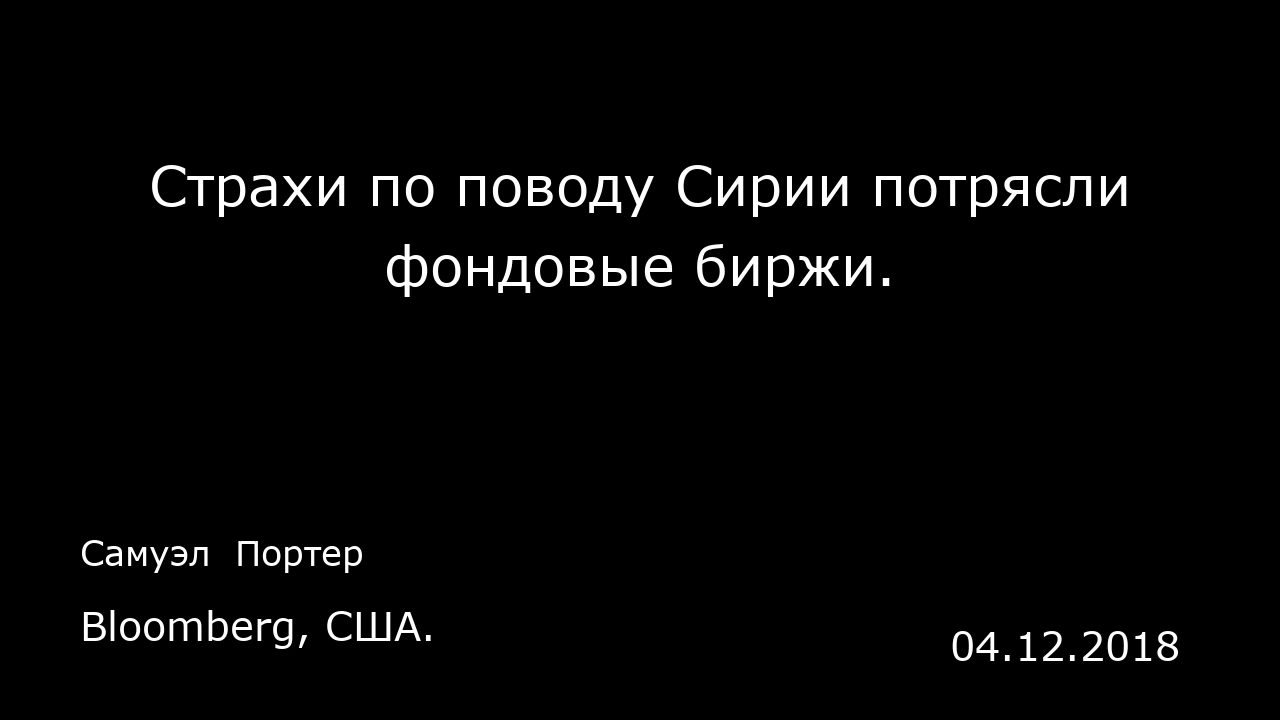 Страхи по поводу Сирии потрясли
фондовые биржи.
Самуэл Портер
Bloomberg, США.
04.12.2018